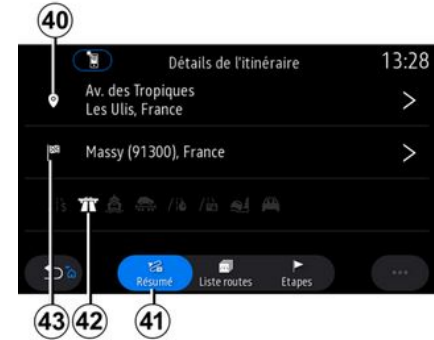 40
Détails de l'itinéraire 13:28
Av. des Tropiques
Les Ulis, France
Massy (91300), France
Résumé Liste routes Etapes
43 42 41